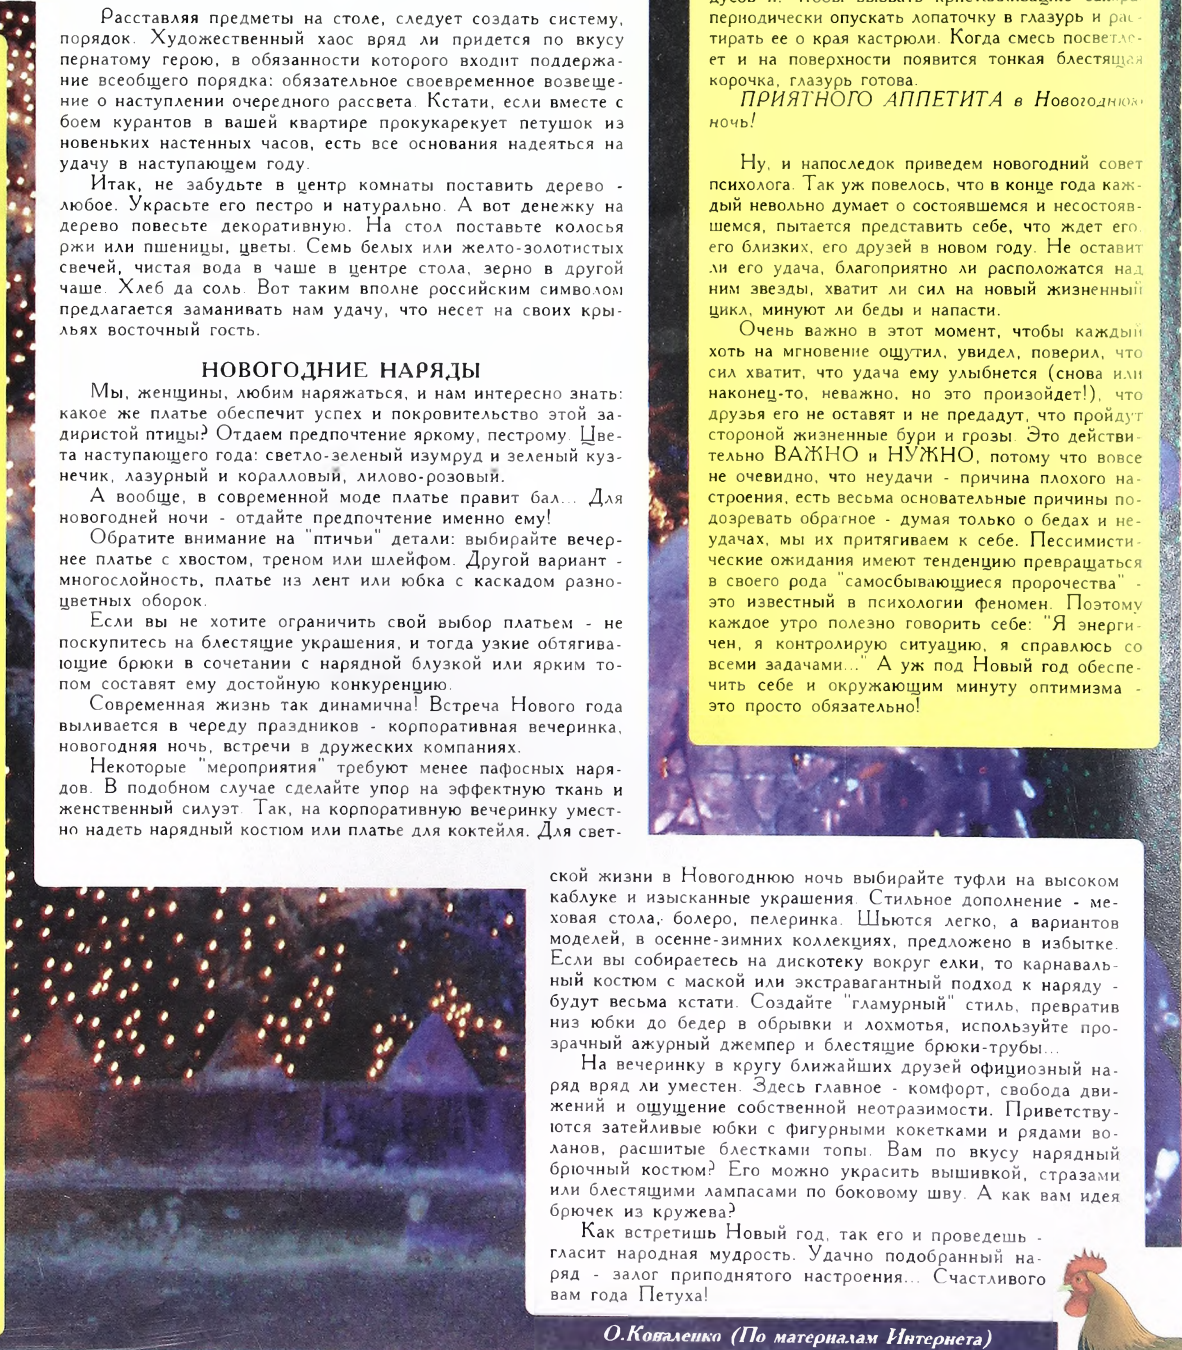 Расставляя предметы на столе, следует создать систему,
порядок. Художественный хаос вряд ли придется по вкусу
пернатому герою, в обязанности которого входит поддержа-
ние всеобщего порядка: обязательное своевременное возвеще-
ние о наступлении очередного рассвета. Кстати, если вместе с
боем курантов в вашей квартире прокукарекует петушок из
новеньких настенных часов, есть все основания надеяться на
удачу в наступающем году.
Итак, не забудьте в центр комнаты поставить дерево -
любое. Украсьте его пестро и натурально. А вот денежку на
дерево повесьте декоративную. На стол поставьте колосья
ржи или пшеницы, цветы. Семь белых или желто-золотистых
свечей, чистая вода в чаше в центре стола, зерно в другой
чаше. Хлеб да соль. Вот таким вполне российским символом
предлагается заманивать нам удачу, что несет на своих кры-
льях восточный гость.
НОВОГОДНИЕ НАРЯДЫ
Мы, женщины, любим наряжаться, и нам интересно знать:
какое же платье обеспечит успех и покровительство этой за-
диристой птицы? Отдаем предпочтение яркому, пестрому. Цве-
та наступающего года: светло-зеленый изумруд и зеленый куз-
нечик, лазурный и коралловый, лилово-розовый.
А вообще, в современной моде платье правит бал... Для
новогодней ночи - отдайте предпочтение именно ему!
Обратите внимание на "птичьи" детали: выбирайте вечер-
нее платье с хвостом, треном или шлейфом. Другой вариант -
многослойность, платье из лент или юбка с каскадом разно-
цветных оборок.
Если вы не хотите ограничить свой выбор платьем - не
поскупитесь на блестящие украшения, и тогда узкие обтягива-
ющие брюки в сочетании с нарядной блузкой или ярким то-
пом составят ему достойную конкуренцию.
Современная жизнь так динамична! Встреча Нового года
выливается в череду праздников - корпоративная вечеринка,
новогодняя ночь, встречи в дружеских компаниях.
Некоторые "мероприятия" требуют менее пафосных наря-
дов. В подобном случае сделайте упор на эффектную ткань и
женственный силуэт. Так, на корпоративную вечеринку умест-
но надеть нарядный костюм или платье для коктейля. Для свет-
ской жизни в Новогоднюю ночь выбирайте туфли на высоком
каблуке и изысканные украшения. Стильное дополнение - ме-
ховая стола, болеро, пелеринка. Шьются легко, а вариантов
моделей, в осенне-зимних коллекциях, предложено в избытке.
Если вы собираетесь на дискотеку вокруг елки, то карнаваль-
ный костюм с маской или экстравагантный подход к наряду -
будут весьма кстати. Создайте "гламурный" стиль, превратив
низ юбки до бедер в обрывки и лохмотья, используйте про-
зрачный ажурный джемпер и блестящие брюки-трубы...
На вечеринку в кругу ближайших друзей официозный на-
ряд вряд ли уместен. Здесь главное - комфорт, свобода дви-
жений и ощущение собственной неотразимости. Приветству-
ются затейливые юбки с фигурными кокетками и рядами во-
ланов, расшитые блестками топы. Вам по вкусу нарядный
брючный костюм? Его можно украсить вышивкой, стразами
или блестящими лампасами по боковому шву. А как вам идея
брючек из кружева?
Как встретишь Новый год, так его и проведешь -
гласит народная мудрость. Удачно подобранный на-
ряд - залог приподнятого настроения... Счастливого
вам года Петуха!
О.Коваленко (По материалам Интернета)
периодически опускать лопаточку в глазурь и рас-
тирать ее о края кастрюли. Когда смесь посветле-
ет и на поверхности появится тонкая блестящая
корочка, глазурь готова.
ПРИЯТНОГО АППЕТИТА в Новогоднюю
ночь!
Ну, и напоследок приведем новогодний совет
психолога. Так уж повелось, что в конце года каж-
дый невольно думает о состоявшемся и несостояв-
шемся, пытается представить себе, что ждет его,
его близких, его друзей в новом году. Не оставит
ли его удача, благоприятно ли расположатся над
ним звезды, хватит ли сил на новый жизненный
цикл, минуют ли беды и напасти.
Очень важно в этот момент, чтобы каждый
хоть на мгновение ощутил, увидел, поверил, что
сил хватит, что удача ему улыбнется (снова или
наконец-то, неважно, но это произойдет!), что
друзья его не оставят и не предадут, что пройдут
стороной жизненные бури и грозы. Это действи-
тельно ВАЖНО и НУЖНО, потому что вовсе
не очевидно, что неудачи - причина плохого на-
строения, есть весьма основательные причины по-
дозревать обратное - думая только о бедах и не-
удачах, мы их притягиваем к себе. Пессимисти-
ческие ожидания имеют тенденцию превращаться
в своего рода "самосбывающиеся пророчества" -
это известный в психологии феномен. Поэтому
каждое утро полезно говорить себе: "Я энерги-
чен, я контролирую ситуацию, я справлюсь со
всеми задачами..." А уж под Новый год обеспе-
чить себе и окружающим минуту оптимизма -
это просто обязательно!